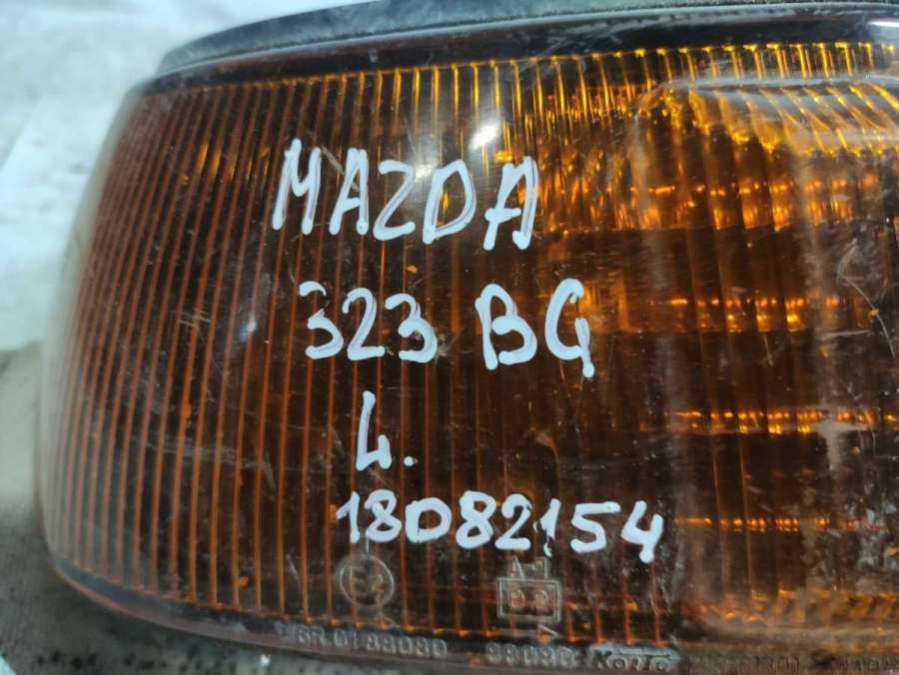 MAZDA
323 BG
L.
18082154
Koito